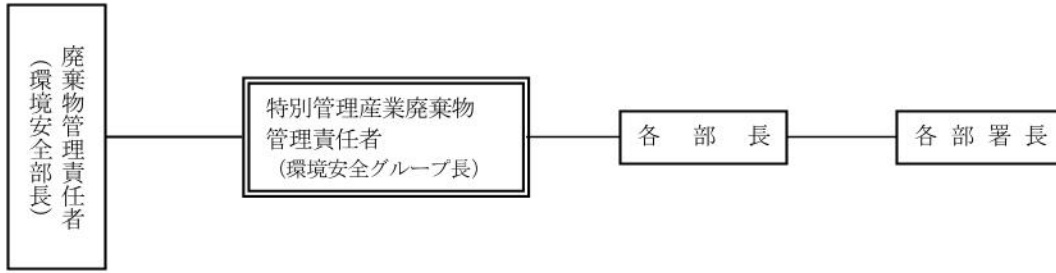 廃棄物管理責任者
（環境安全部長）
特別管理産業廃棄物
管理責任者
（環境安全グループ長）
各部長
各部署長